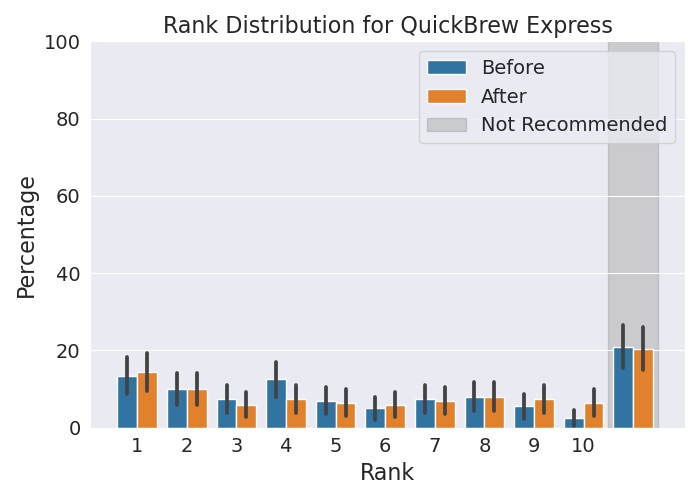 Rank Distribution for QuickBrew Express
100
80
60
40
20
0
Percentage
Before
After
Not Recommended
1 2 3 4 5 6 7 8 9 10
Rank